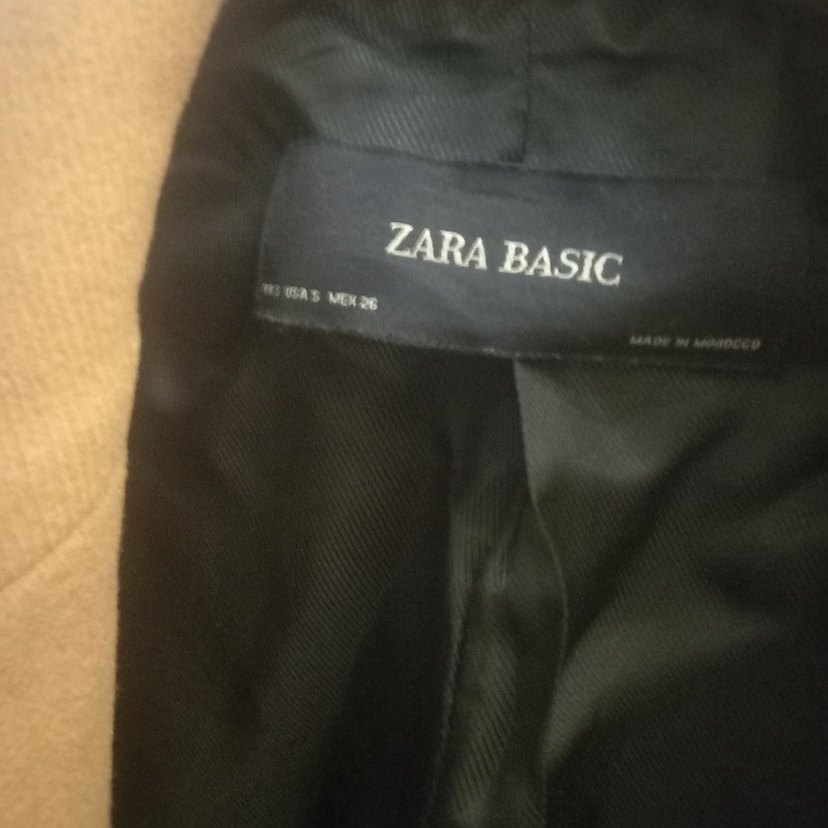 ZARA BASIC
USA S MEX 26
MADE IN MOROCCO